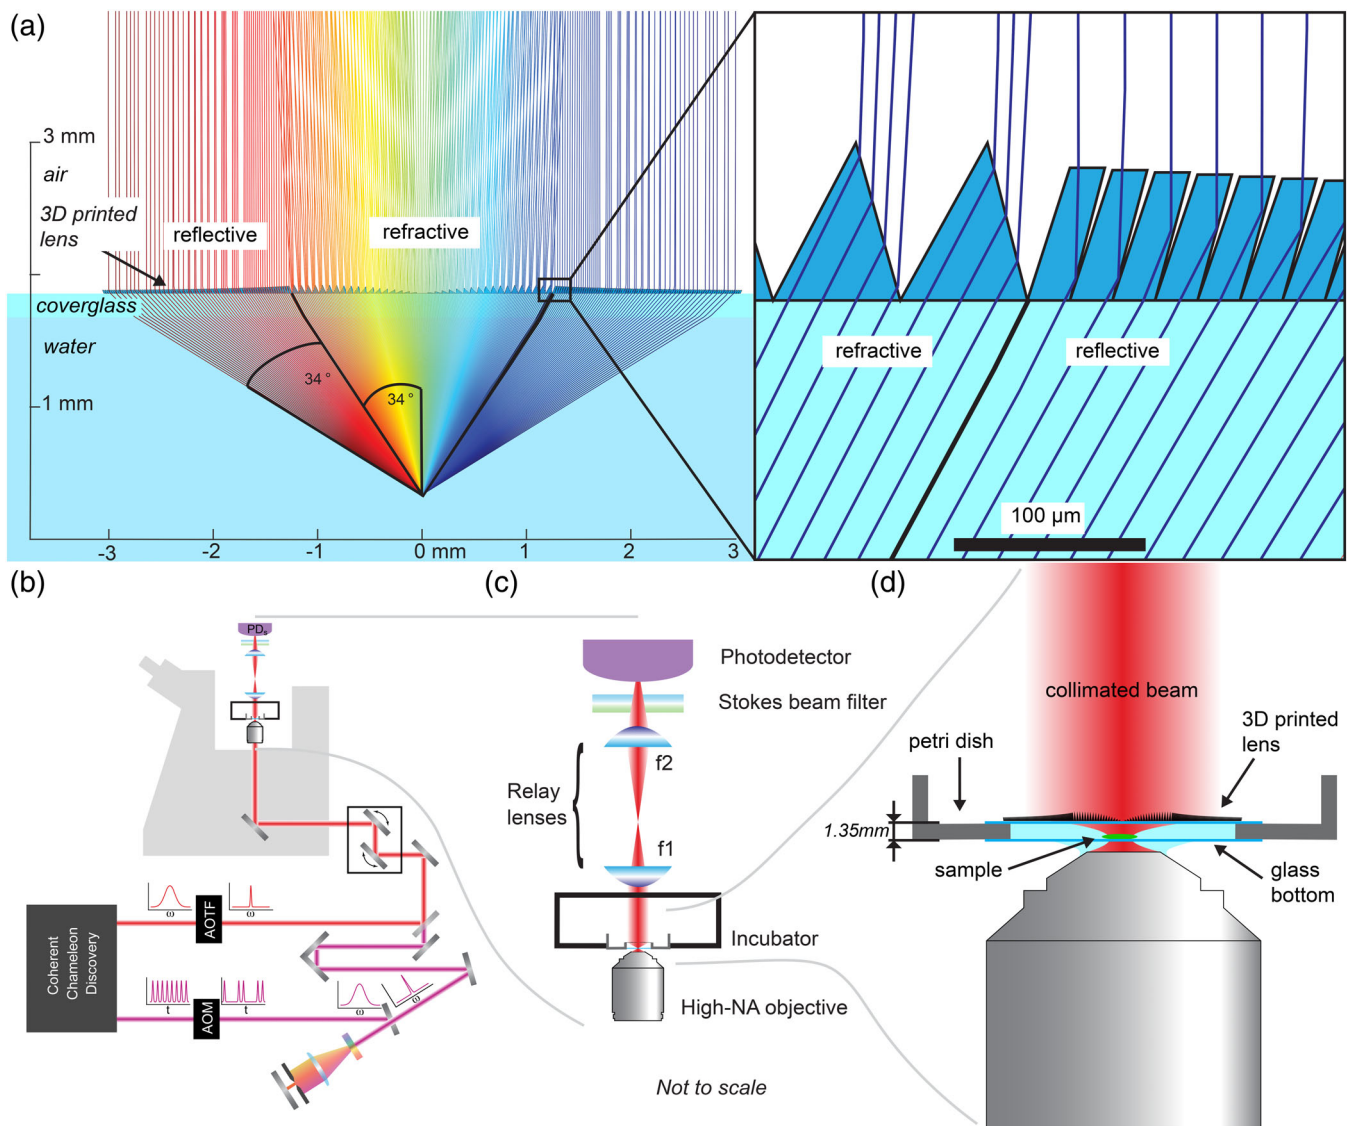 (a)
3 mm
air
3D printed
lens
reflective
refractive
coverglass
water
34°
34°
1 mm
-3
-2
-1
0 mm
1
2
3
refractive
reflective
100 µm
(b)
PDs
AOTF
ω
ω
Coherent
Chameleon
Discovery
AOM
t
t
ω
ω
(c)
Photodetector
Stokes beam filter
f2
Relay
lenses
f1
Incubator
High-NA objective
Not to scale
(d)
collimated beam
petri dish
3D printed
lens
1.35mm
sample
glass
bottom